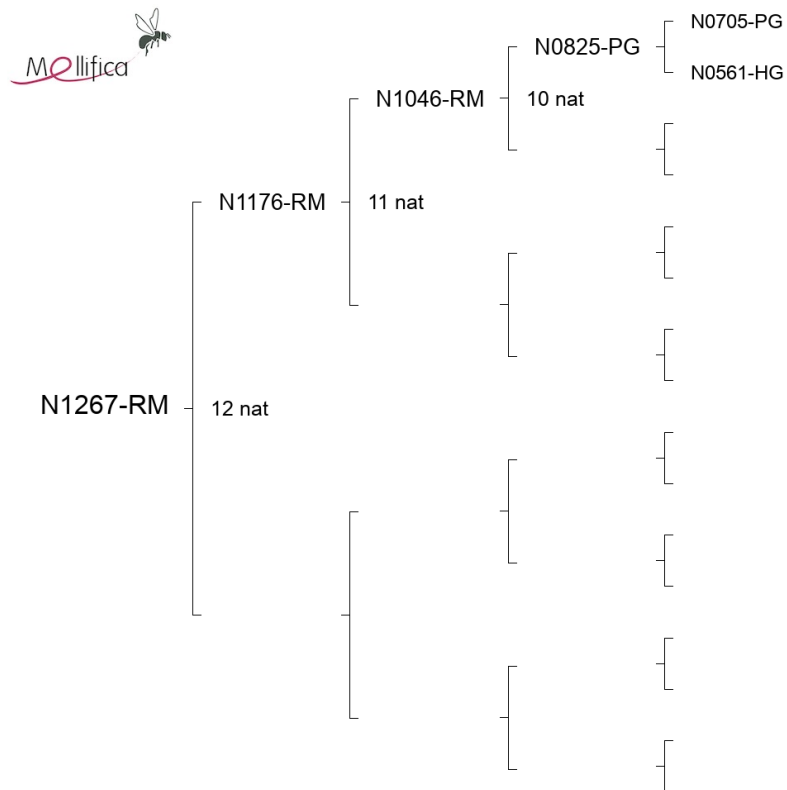 Mellifica
N0705-PG
N0825-PG
N0561-HG
N1046-RM
10 nat
N1176-RM
11 nat
N1267-RM
12 nat